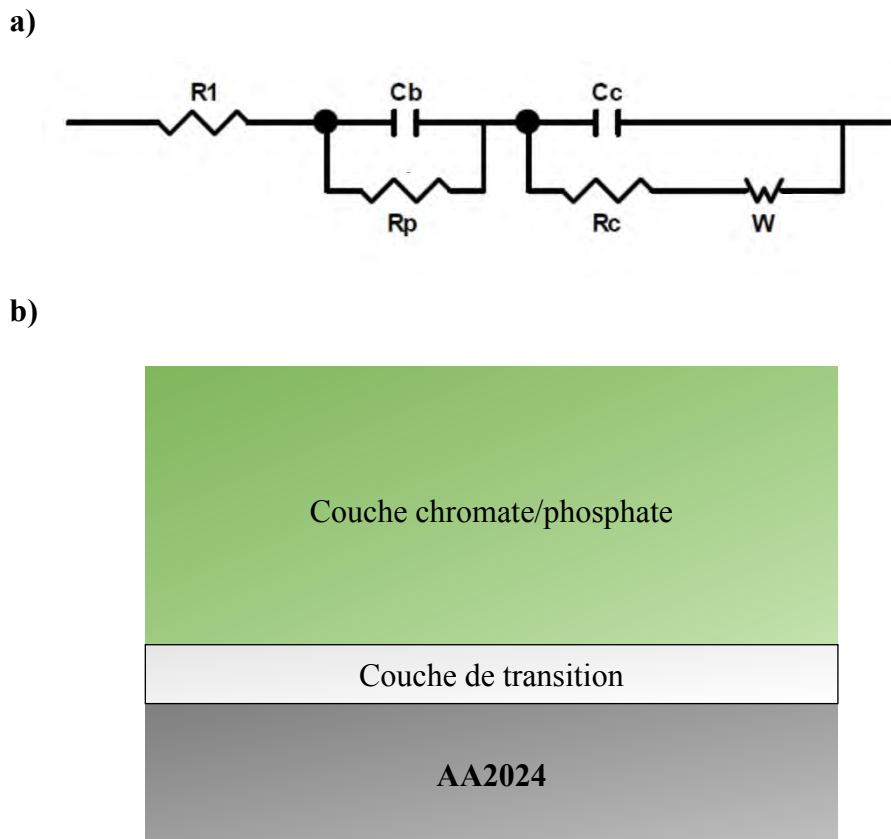 a)
R1
Cb
Cc
Rp
Rc
W
b)
Couche chromate/phosphate
Couche de transition
AA2024